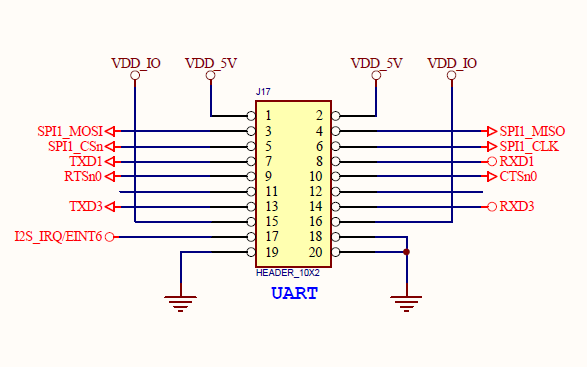 VDD_IO VDD_5V VDD_5V VDD_IO
J17
1 2
SPI1_MOSI 3 4 SPI1_MISO
SPI1_CSn 5 6 SPI1_CLK
TXD1 7 8 RXD1
RTSn0 9 10 CTSn0
11 12
TXD3 13 14 RXD3
15 16
I2S_IRQ/EINT6 17 18
19 20
HEADER_10X2
UART